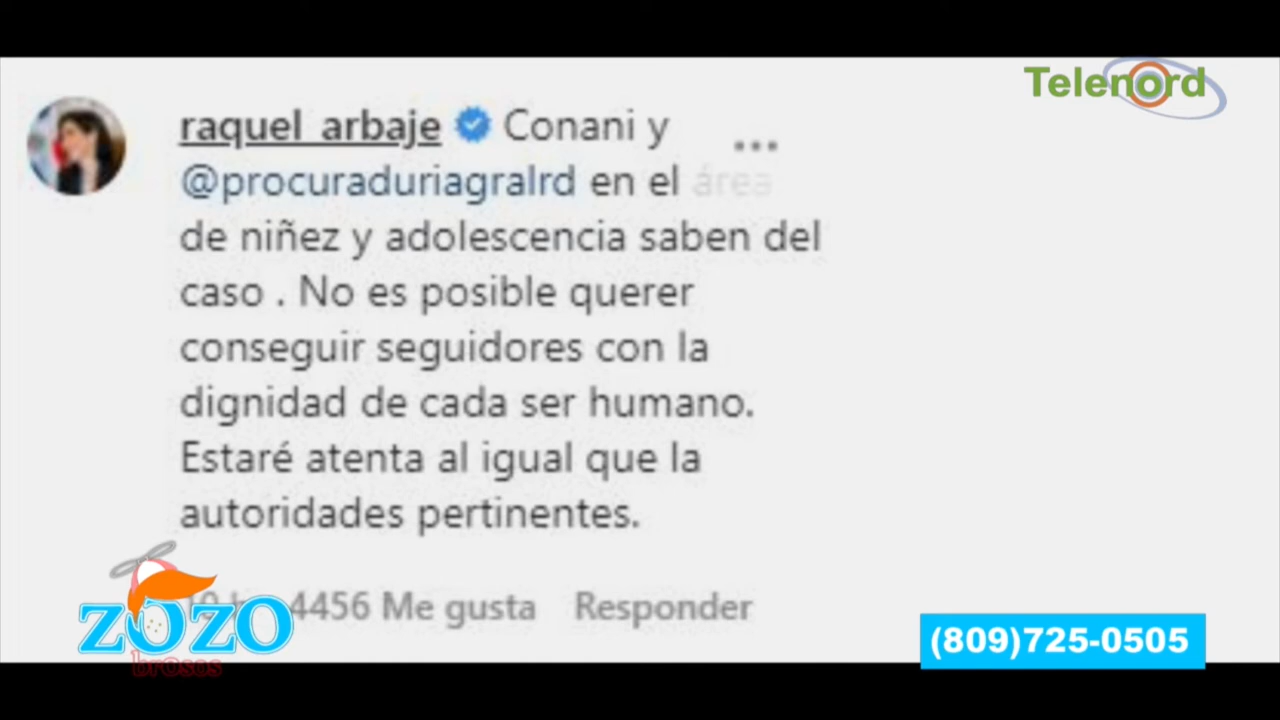 Telenord
raquel_arbaje Conani y
@procuraduriagralrd en el área
de niñez y adolescencia saben del
caso . No es posible querer
conseguir seguidores con la
dignidad de cada ser humano.
Estaré atenta al igual que la
autoridades pertinentes.
4456 Me gusta Responder
ZOZO
brosos
(809)725-0505